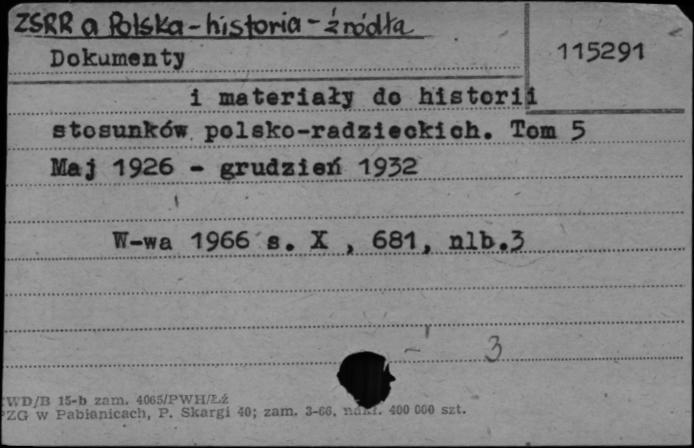 ZSRR a Polska - historia - źródła
Dokumenty
115291
i materiały do historii
stosunków polsko-radzieckich. Tom 5
Maj 1926 - grudzień 1932
W-wa 1966 s. X , 681, nlb.3
3
WD/B 15-b zam. 4065/PWH/Łź
PZG w Pabianicach, P. Skargi 40; zam. 3-66, nakł. 400 000 szt.